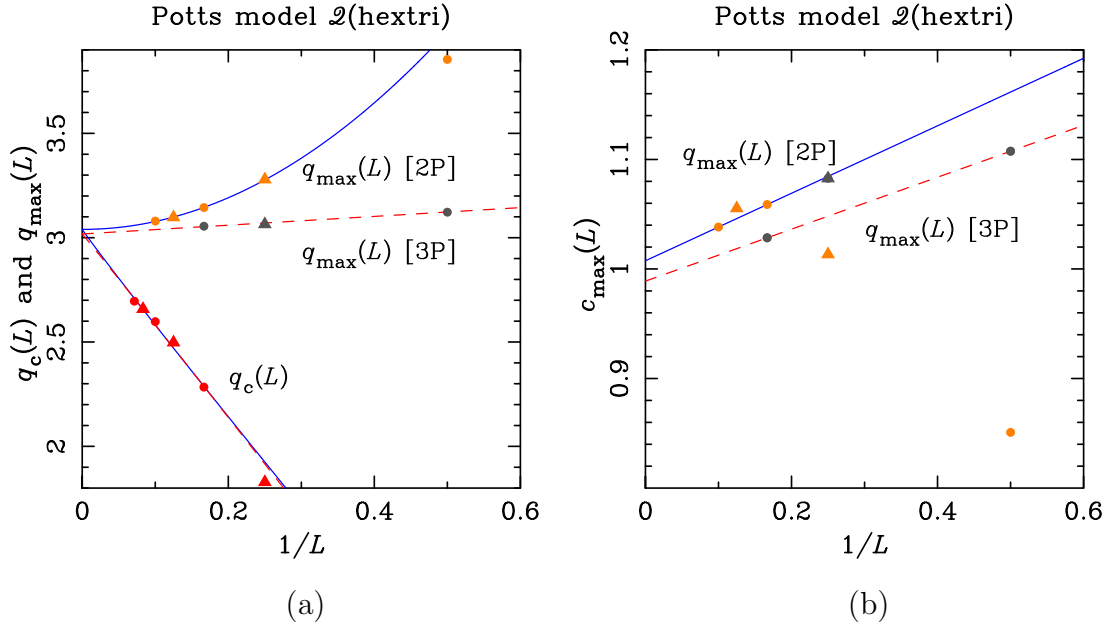 Potts model 𝒬(hextri)
q_c(L) and q_max(L)
3.5
3
2.5
2
q_max(L) [2P]
q_max(L) [3P]
q_c(L)
0 0.2 0.4 0.6
1/L
(a)
Potts model 𝒬(hextri)
c_max(L)
1.2
1.1
1
0.9
q_max(L) [2P]
q_max(L) [3P]
0 0.2 0.4 0.6
1/L
(b)